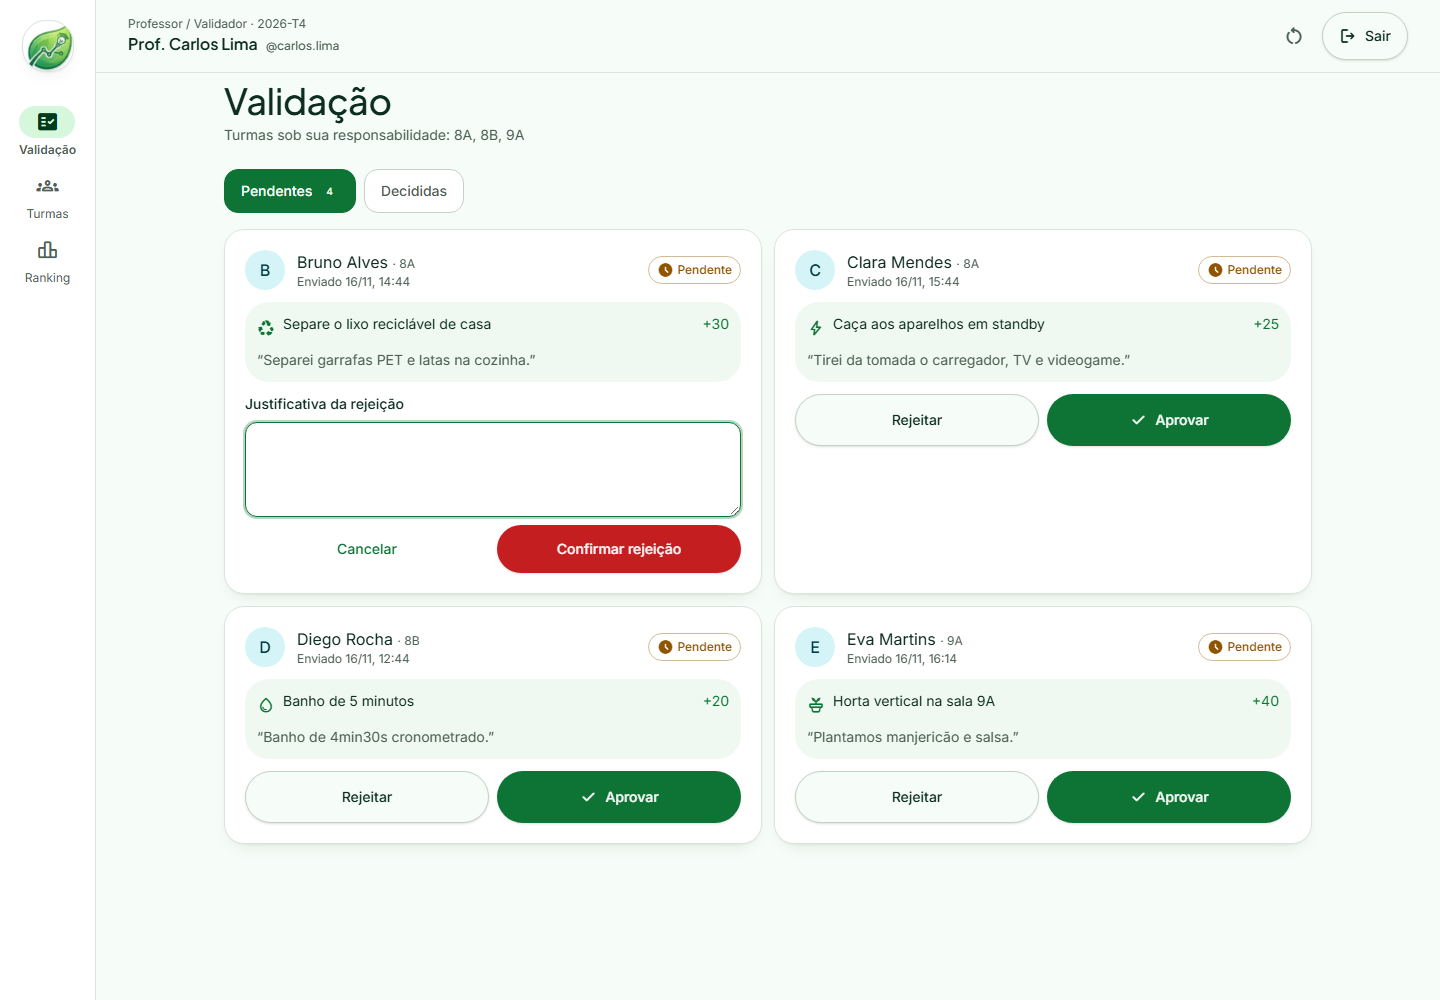 Professor / Validador · 2026-T4
Prof. Carlos Lima @carlos.lima
Sair
Validação
Turmas
Ranking
Validação
Turmas sob sua responsabilidade: 8A, 8B, 9A
Pendentes 4
Decididas
B
Bruno Alves · 8A
Enviado 16/11, 14:44
Pendente
Separe o lixo reciclável de casa
+30
“Separei garrafas PET e latas na cozinha.”
Justificativa da rejeição
Cancelar
Confirmar rejeição
C
Clara Mendes · 8A
Enviado 16/11, 15:44
Pendente
Caça aos aparelhos em standby
+25
“Tirei da tomada o carregador, TV e videogame.”
Rejeitar
Aprovar
D
Diego Rocha · 8B
Enviado 16/11, 12:44
Pendente
Banho de 5 minutos
+20
“Banho de 4min30s cronometrado.”
Rejeitar
Aprovar
E
Eva Martins · 9A
Enviado 16/11, 16:14
Pendente
Horta vertical na sala 9A
+40
“Plantamos manjericão e salsa.”
Rejeitar
Aprovar